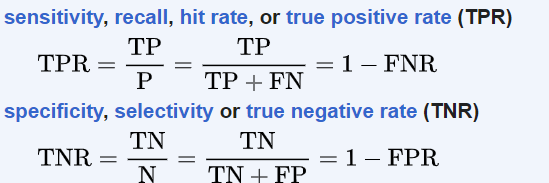 sensitivity, recall, hit rate, or true positive rate (TPR)
TPR = TP/P = TP/(TP + FN) = 1 − FNR
specificity, selectivity or true negative rate (TNR)
TNR = TN/N = TN/(TN + FP) = 1 − FPR